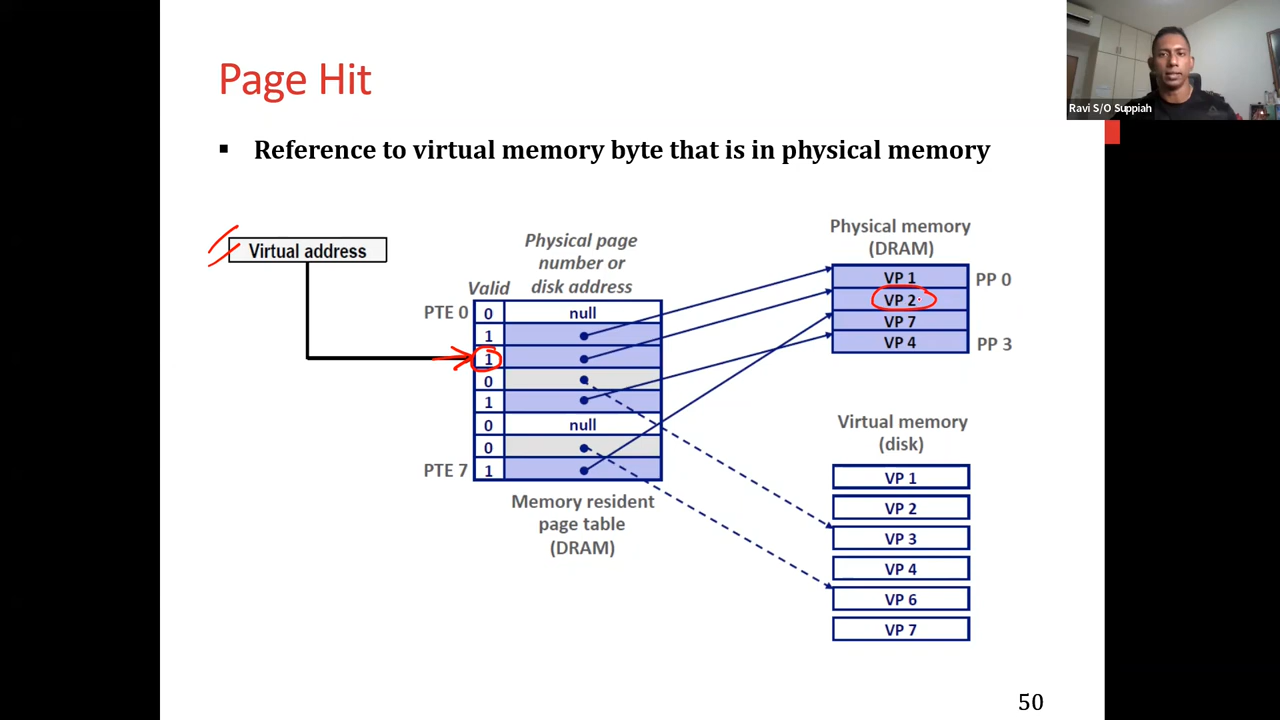 Page Hit
Ravi S/O Suppiah
▪ Reference to virtual memory byte that is in physical memory
Virtual address
Physical page
number or
disk address
Valid
PTE 0
0 null
1
1
0
1
0 null
0
PTE 7
1
Memory resident
page table
(DRAM)
Physical memory
(DRAM)
VP 1 PP 0
VP 2
VP 7
VP 4 PP 3
Virtual memory
(disk)
VP 1
VP 2
VP 3
VP 4
VP 6
VP 7
50